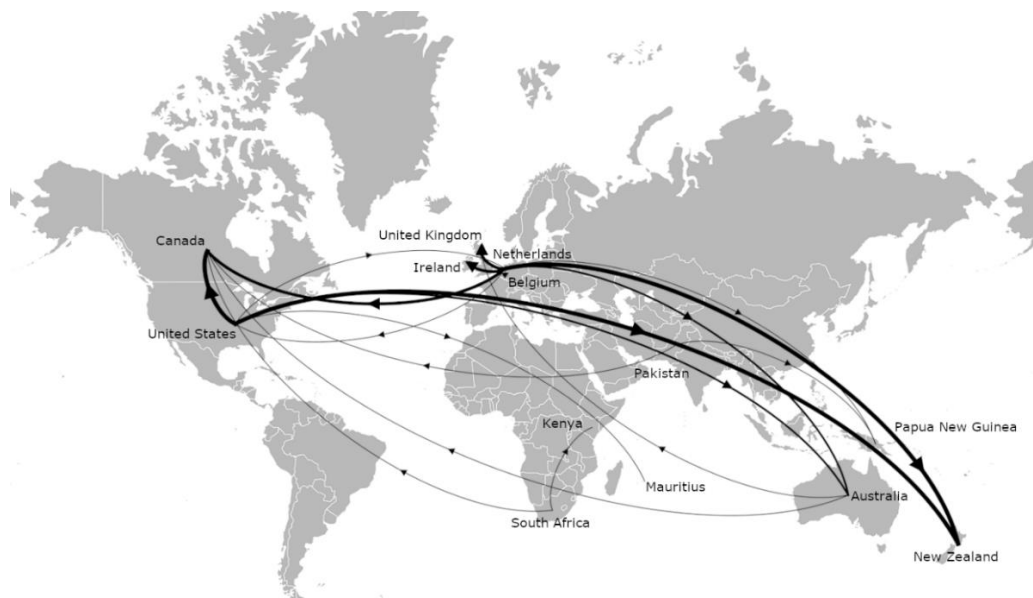 United Kingdom
Canada
Netherlands
Ireland
Belgium
United States
Pakistan
Kenya
Papua New Guinea
Mauritius
Australia
South Africa
New Zealand